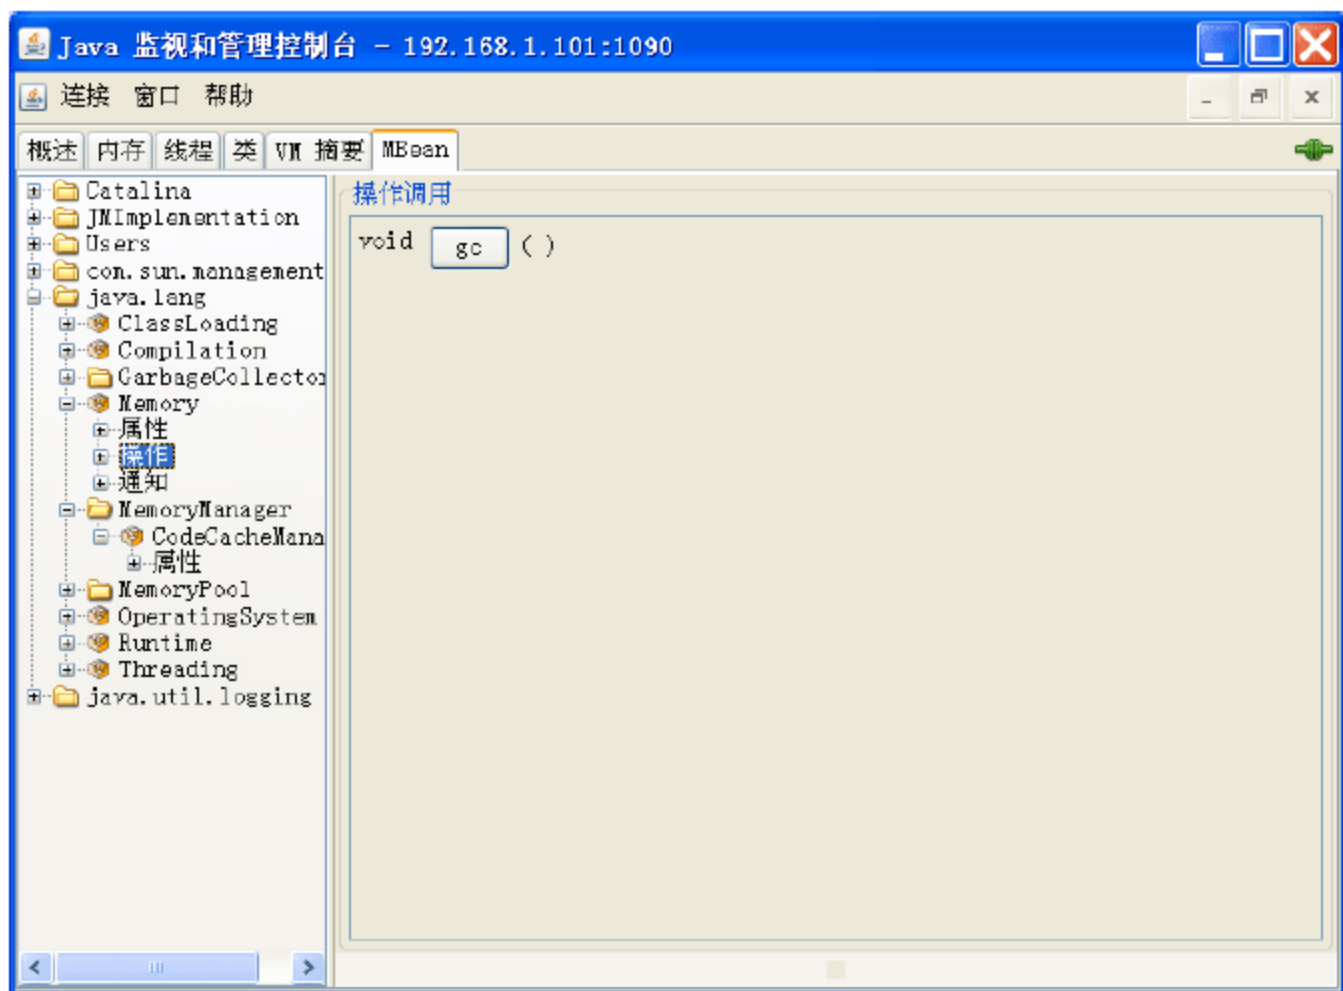 Java 监视和管理控制台 - 192.168.1.101:1090
连接 窗口 帮助
概述 内存 线程 类 VM 摘要 MBean
Catalina
JMImplementation
Users
com.sun.management
java.lang
ClassLoading
Compilation
GarbageCollector
Memory
属性
操作
通知
MemoryManager
CodeCacheMana
属性
MemoryPool
OperatingSystem
Runtime
Threading
java.util.logging
操作调用
void gc ( )